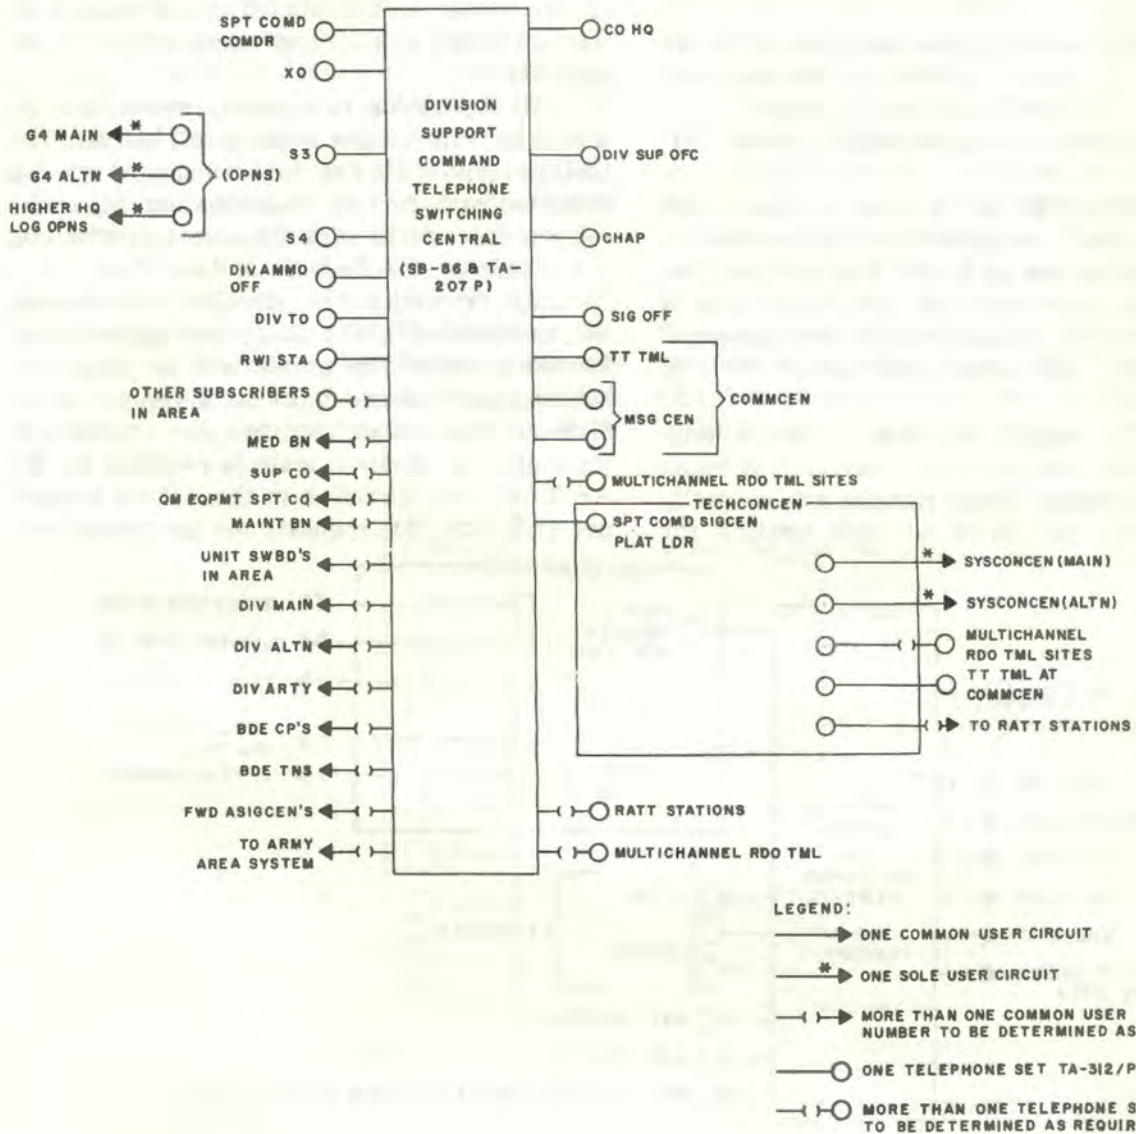 SPT COMD
COMDR
XO
G4 MAIN
*
G4 ALTN
*
HIGHER HQ
LOG OPNS
*
(OPNS)
S3
S4
DIV AMMO
OFF
DIV TO
RWI STA
OTHER SUBSCRIBERS
IN AREA
MED BN
SUP CO
QM EQPMT SPT CO
MAINT BN
UNIT SWBD'S
IN AREA
DIV MAIN
DIV ALTN
DIV ARTY
BDE CP'S
BDE TNS
FWD ASIGCEN'S
TO ARMY
AREA SYSTEM
DIVISION
SUPPORT
COMMAND
TELEPHONE
SWITCHING
CENTRAL
(SB-86 & TA-
207 P)
CO HQ
DIV SUP OFC
CHAP
SIG OFF
TT TML
MSG CEN
COMMCEN
MULTICHANNEL RDO TML SITES
TECHCONCEN
SPT COMD SIGCEN
PLAT LDR
* SYSCONCEN (MAIN)
* SYSCONCEN (ALTN)
MULTICHANNEL
RDO TML SITES
TT TML AT
COMMCEN
TO RATT STATIONS
RATT STATIONS
MULTICHANNEL RDO TML
LEGEND:
ONE COMMON USER CIRCUIT
* ONE SOLE USER CIRCUIT
MORE THAN ONE COMMON USER
NUMBER TO BE DETERMINED AS
ONE TELEPHONE SET TA-312/P
MORE THAN ONE TELEPHONE S
TO BE DETERMINED AS REQUIR